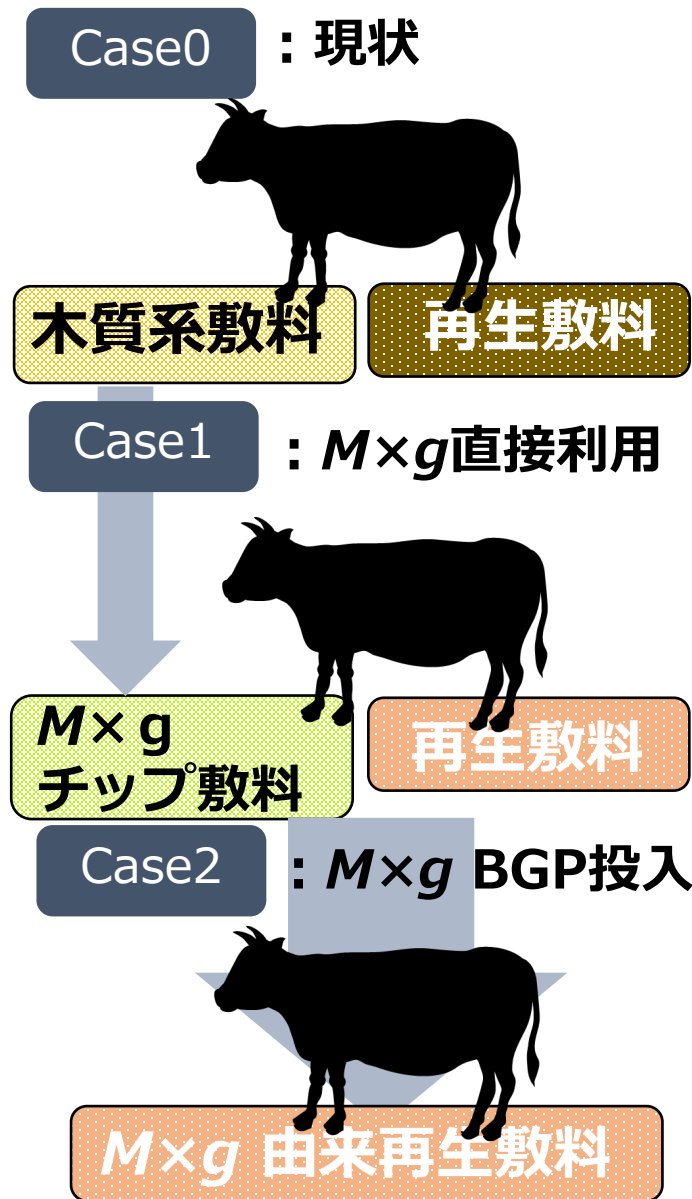 Case0 ：現状
木質系敷料 再生敷料
Case1 ：M×g直接利用
M×g
チップ敷料
再生敷料
Case2 ：M×g BGP投入
M×g 由来再生敷料